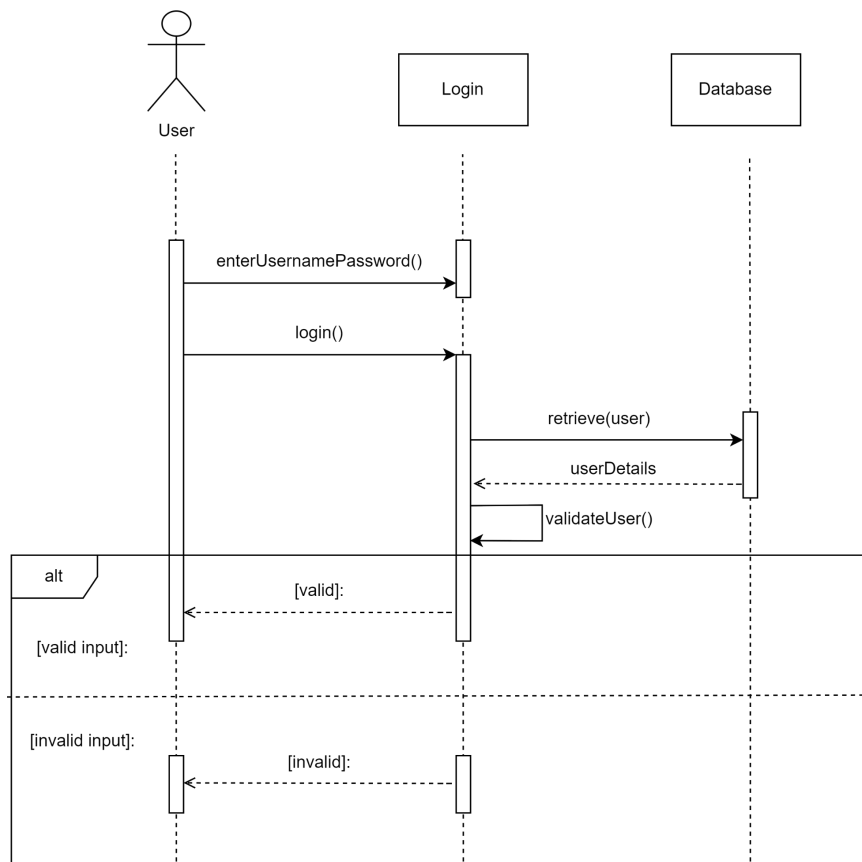 User
Login
Database
enterUsernamePassword()
login()
retrieve(user)
userDetails
validateUser()
alt
[valid]:
[valid input]:
[invalid input]:
[invalid]: